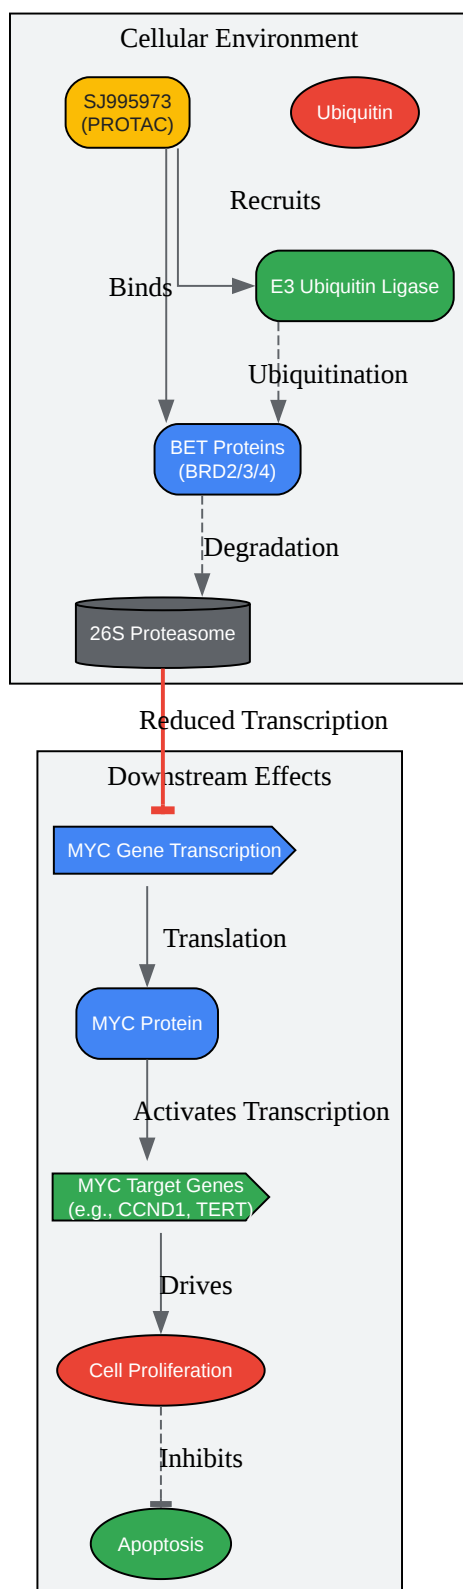 Cellular Environment
SJ995973
(PROTAC)
Ubiquitin
Recruits
E3 Ubiquitin Ligase
Binds
Ubiquitination
BET Proteins
(BRD2/3/4)
Degradation
26S Proteasome
Reduced Transcription
Downstream Effects
MYC Gene Transcription
Translation
MYC Protein
Activates Transcription
MYC Target Genes
(e.g., CCND1, TERT)
Drives
Cell Proliferation
Inhibits
Apoptosis